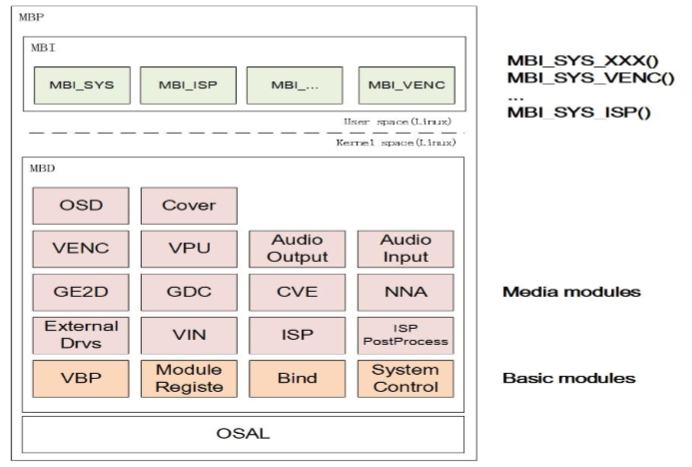 MBP
MBI
MBI_SYS MBI_ISP MBI_... MBI_VENC
MBI_SYS_XXX()
MBI_SYS_VENC()
...
MBI_SYS_ISP()
User space(Linux)
Kernel space(Linux)
MBD
OSD Cover
VENC VPU Audio Output Audio Input
GE2D GDC CVE NNA Media modules
External Drvs VIN ISP ISP PostProcess
VBP Module Registe Bind System Control Basic modules
OSAL